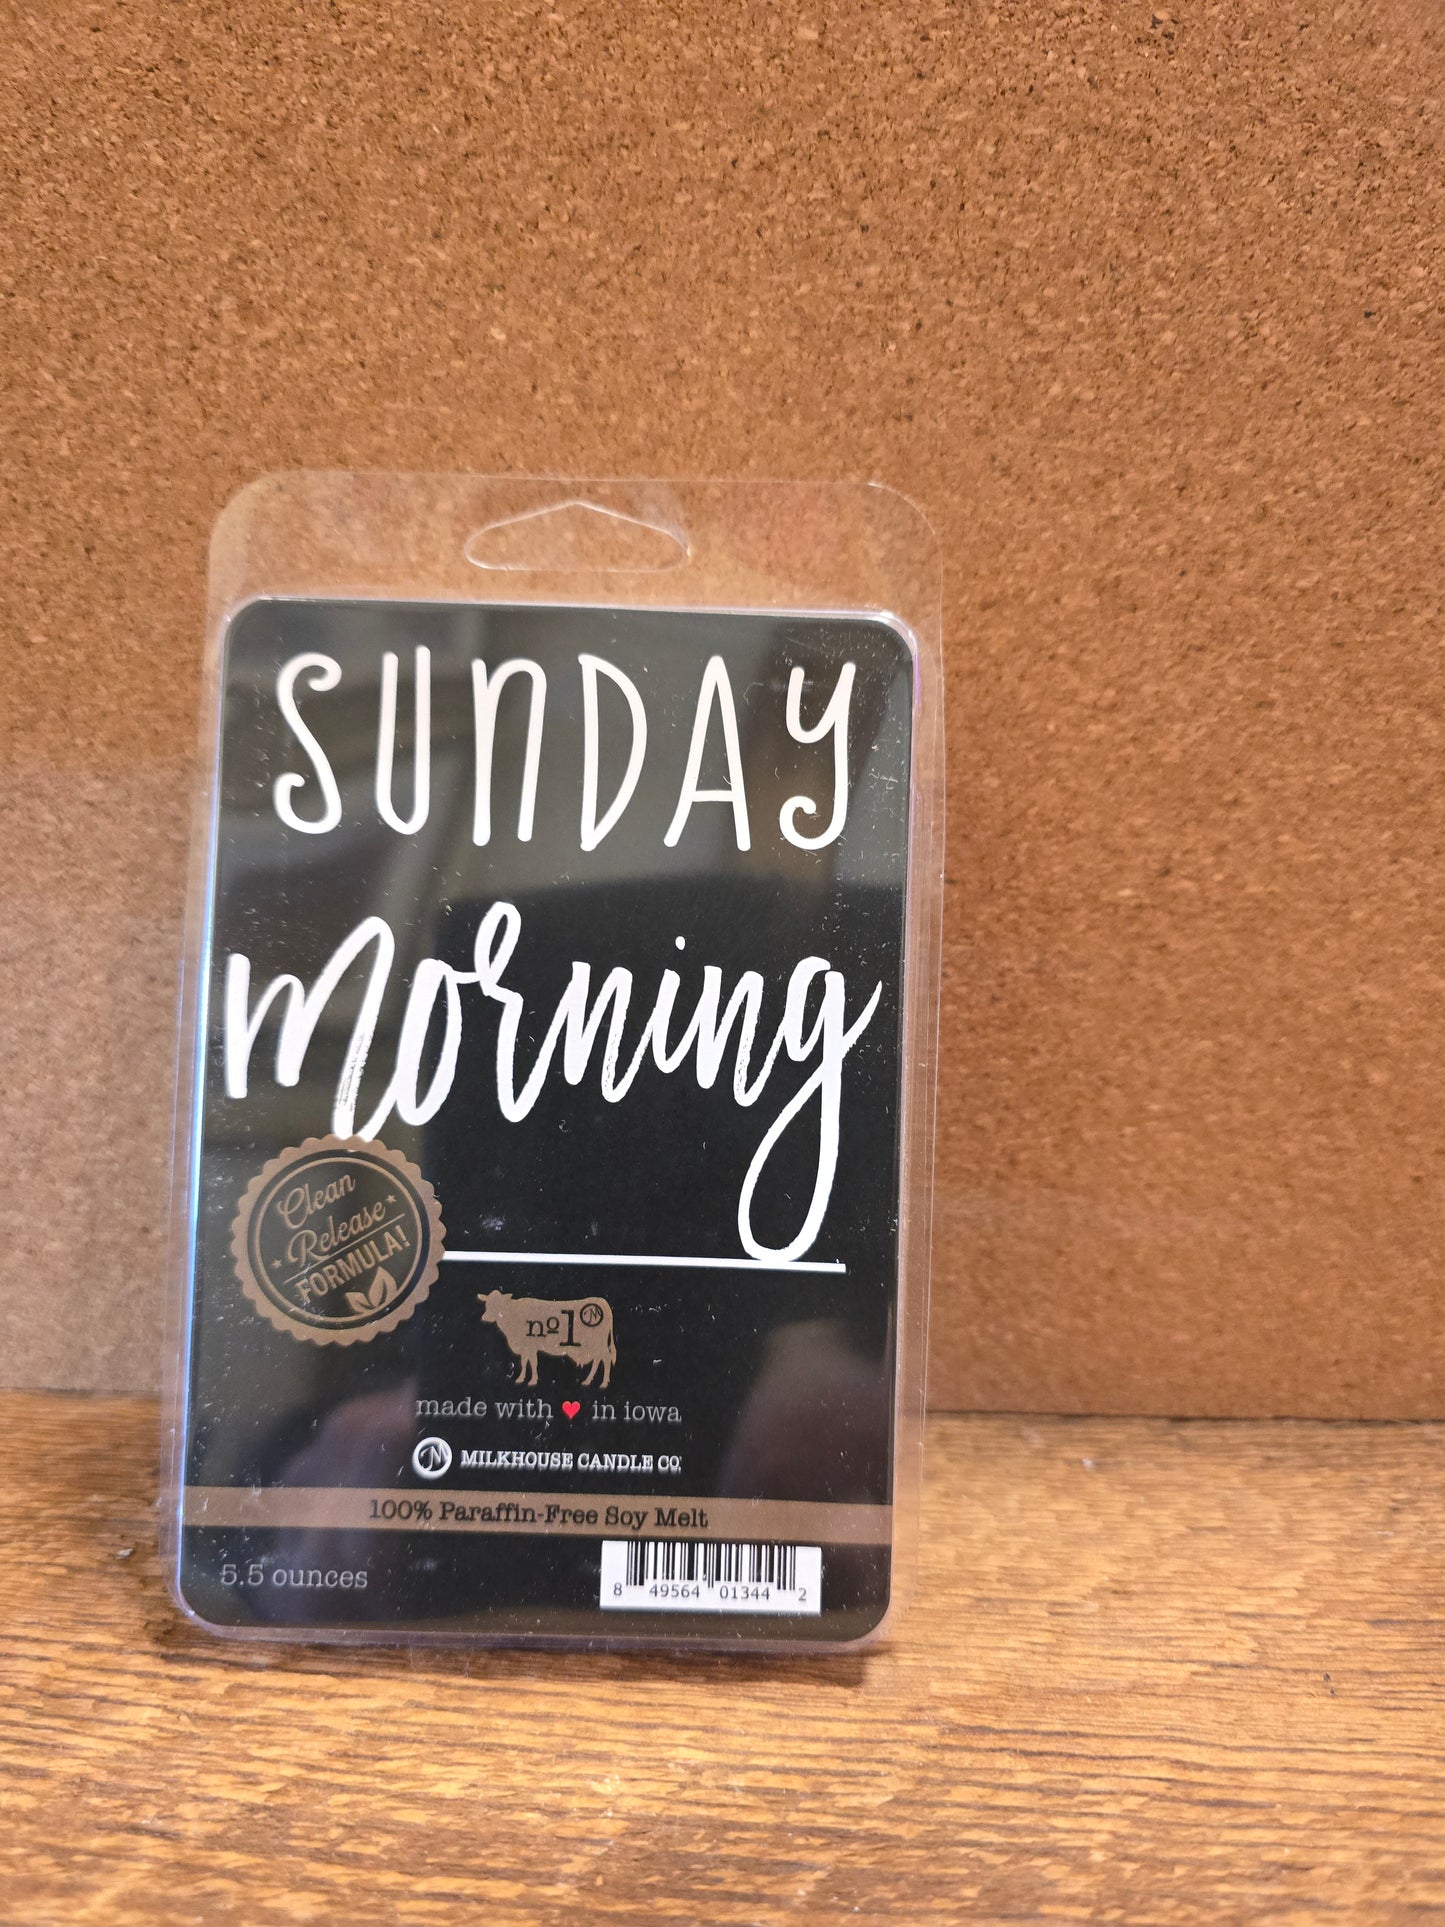 SUNDAY
morning
Clean
Release
FORMULA!
nº1 M
made with ♥ in iowa
M MILKHOUSE CANDLE CO.
100% Paraffin-Free Soy Melt
5.5 ounces
8 49564 01344 2